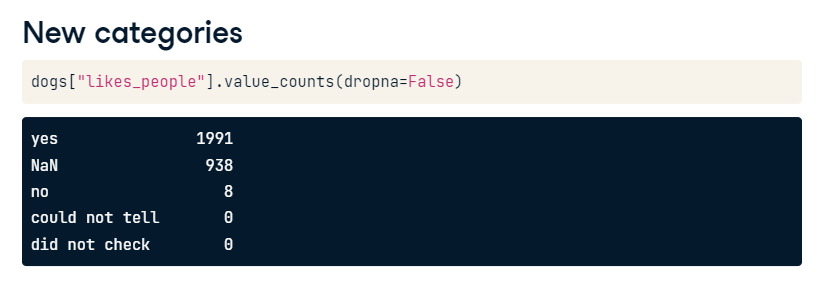 New categories
dogs["likes_people"].value_counts(dropna=False)
yes 1991
NaN 938
no 8
could not tell 0
did not check 0